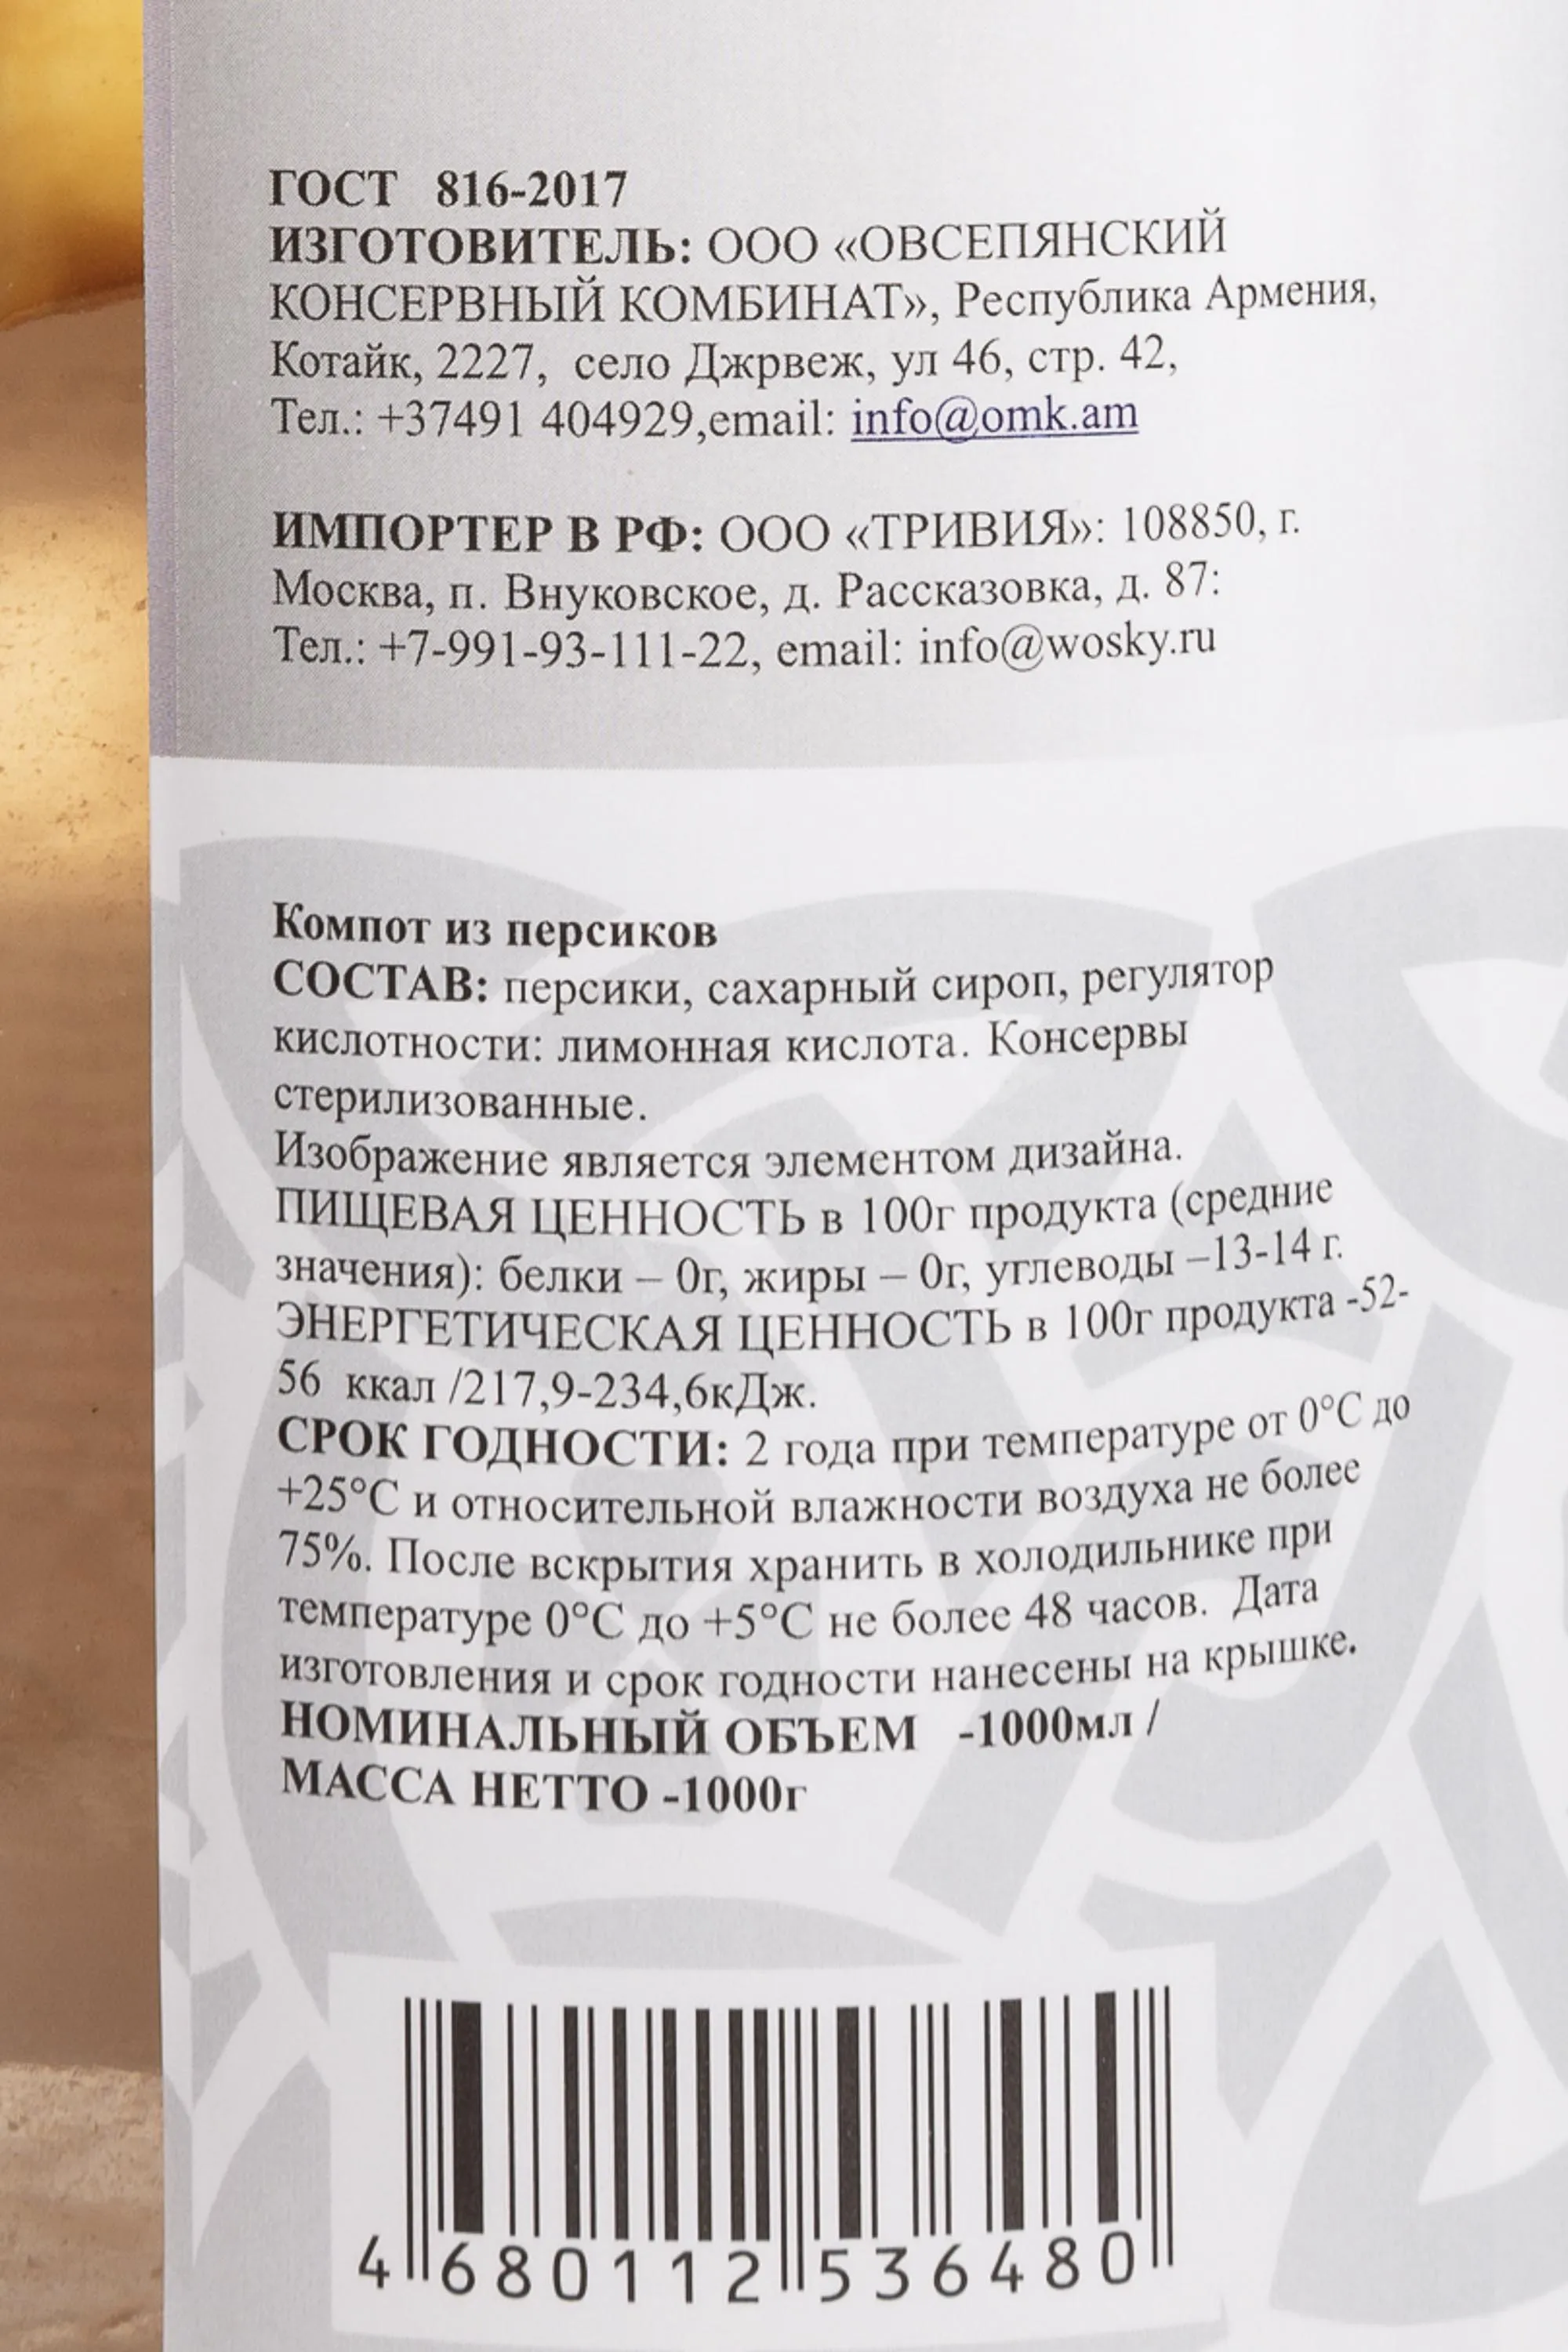 ГОСТ 816-2017
ИЗГОТОВИТЕЛЬ: ООО «ОВСЕПЯНСКИЙ
КОНСЕРВНЫЙ КОМБИНАТ», Республика Армения,
Котайк, 2227, село Джрвеж, ул 46, стр. 42,
Тел.: +37491 404929,email: info@omk.am
ИМПОРТЕР В РФ: ООО «ТРИВИЯ»: 108850, г.
Москва, п. Внуковское, д. Рассказовка, д. 87:
Тел.: +7-991-93-111-22, email: info@wosky.ru
Компот из персиков
СОСТАВ: персики, сахарный сироп, регулятор
кислотности: лимонная кислота. Консервы
стерилизованные.
Изображение является элементом дизайна.
ПИЩЕВАЯ ЦЕННОСТЬ в 100г продукта (средние
значения): белки – 0г, жиры – 0г, углеводы –13-14 г.
ЭНЕРГЕТИЧЕСКАЯ ЦЕННОСТЬ в 100г продукта -52-
56 ккал /217,9-234,6кДж.
СРОК ГОДНОСТИ: 2 года при температуре от 0°C до
+25°C и относительной влажности воздуха не более
75%. После вскрытия хранить в холодильнике при
температуре 0°C до +5°C не более 48 часов. Дата
изготовления и срок годности нанесены на крышке.
НОМИНАЛЬНЫЙ ОБЪЕМ -1000мл /
МАССА НЕТТО -1000г
4 680112 536480